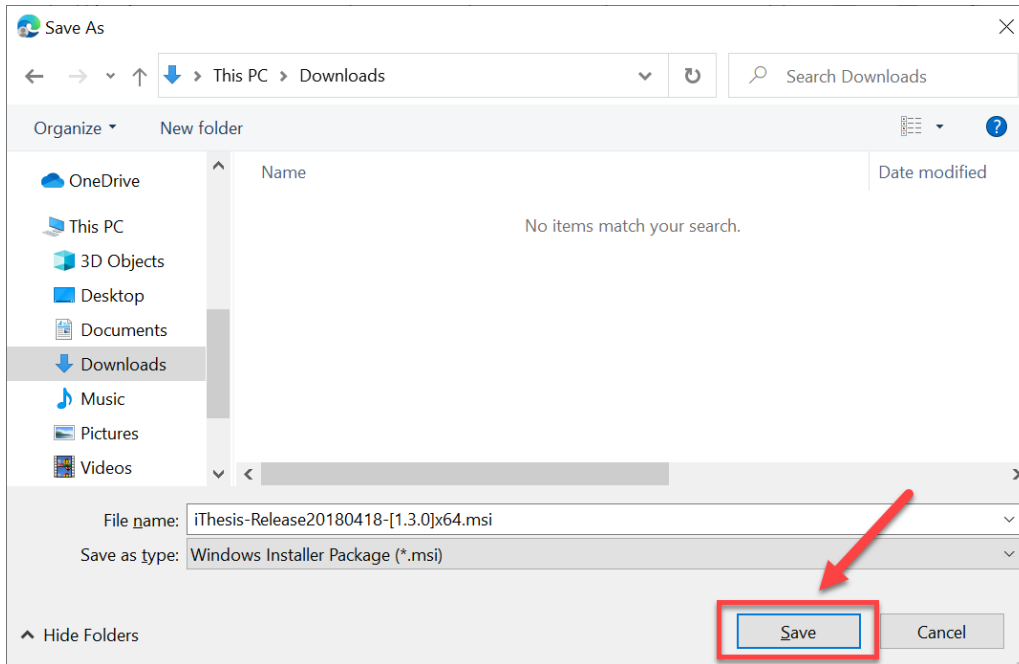 Save As
This PC Downloads
Search Downloads
Organize New folder
?
OneDrive
This PC
3D Objects
Desktop
Documents
Downloads
Music
Pictures
Videos
Name Date modified
No items match your search.
File name: iThesis-Release20180418-[1.3.0]x64.msi
Save as type: Windows Installer Package (*.msi)
Hide Folders
Save Cancel